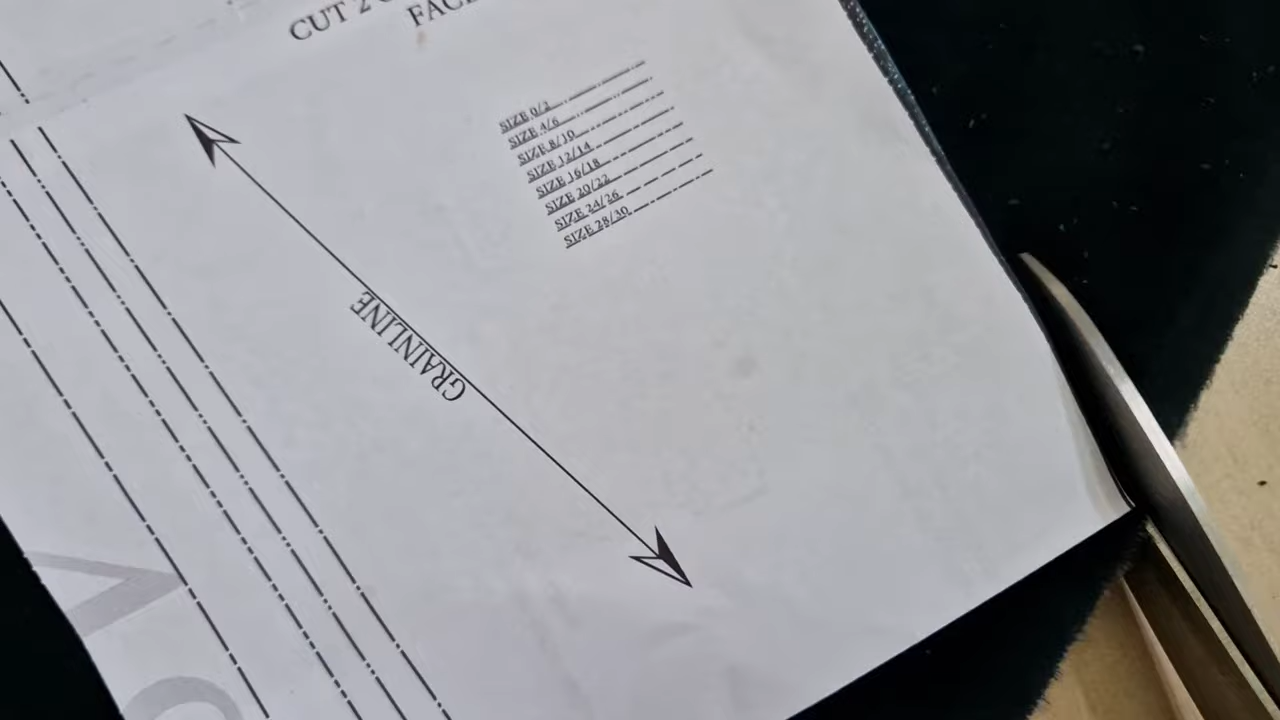 CUT 2
FAC
SIZE 0/2
SIZE 4/6
SIZE 8/10
SIZE 12/14
SIZE 16/18
SIZE 20/22
SIZE 24/26
SIZE 28/30
GRAINLINE